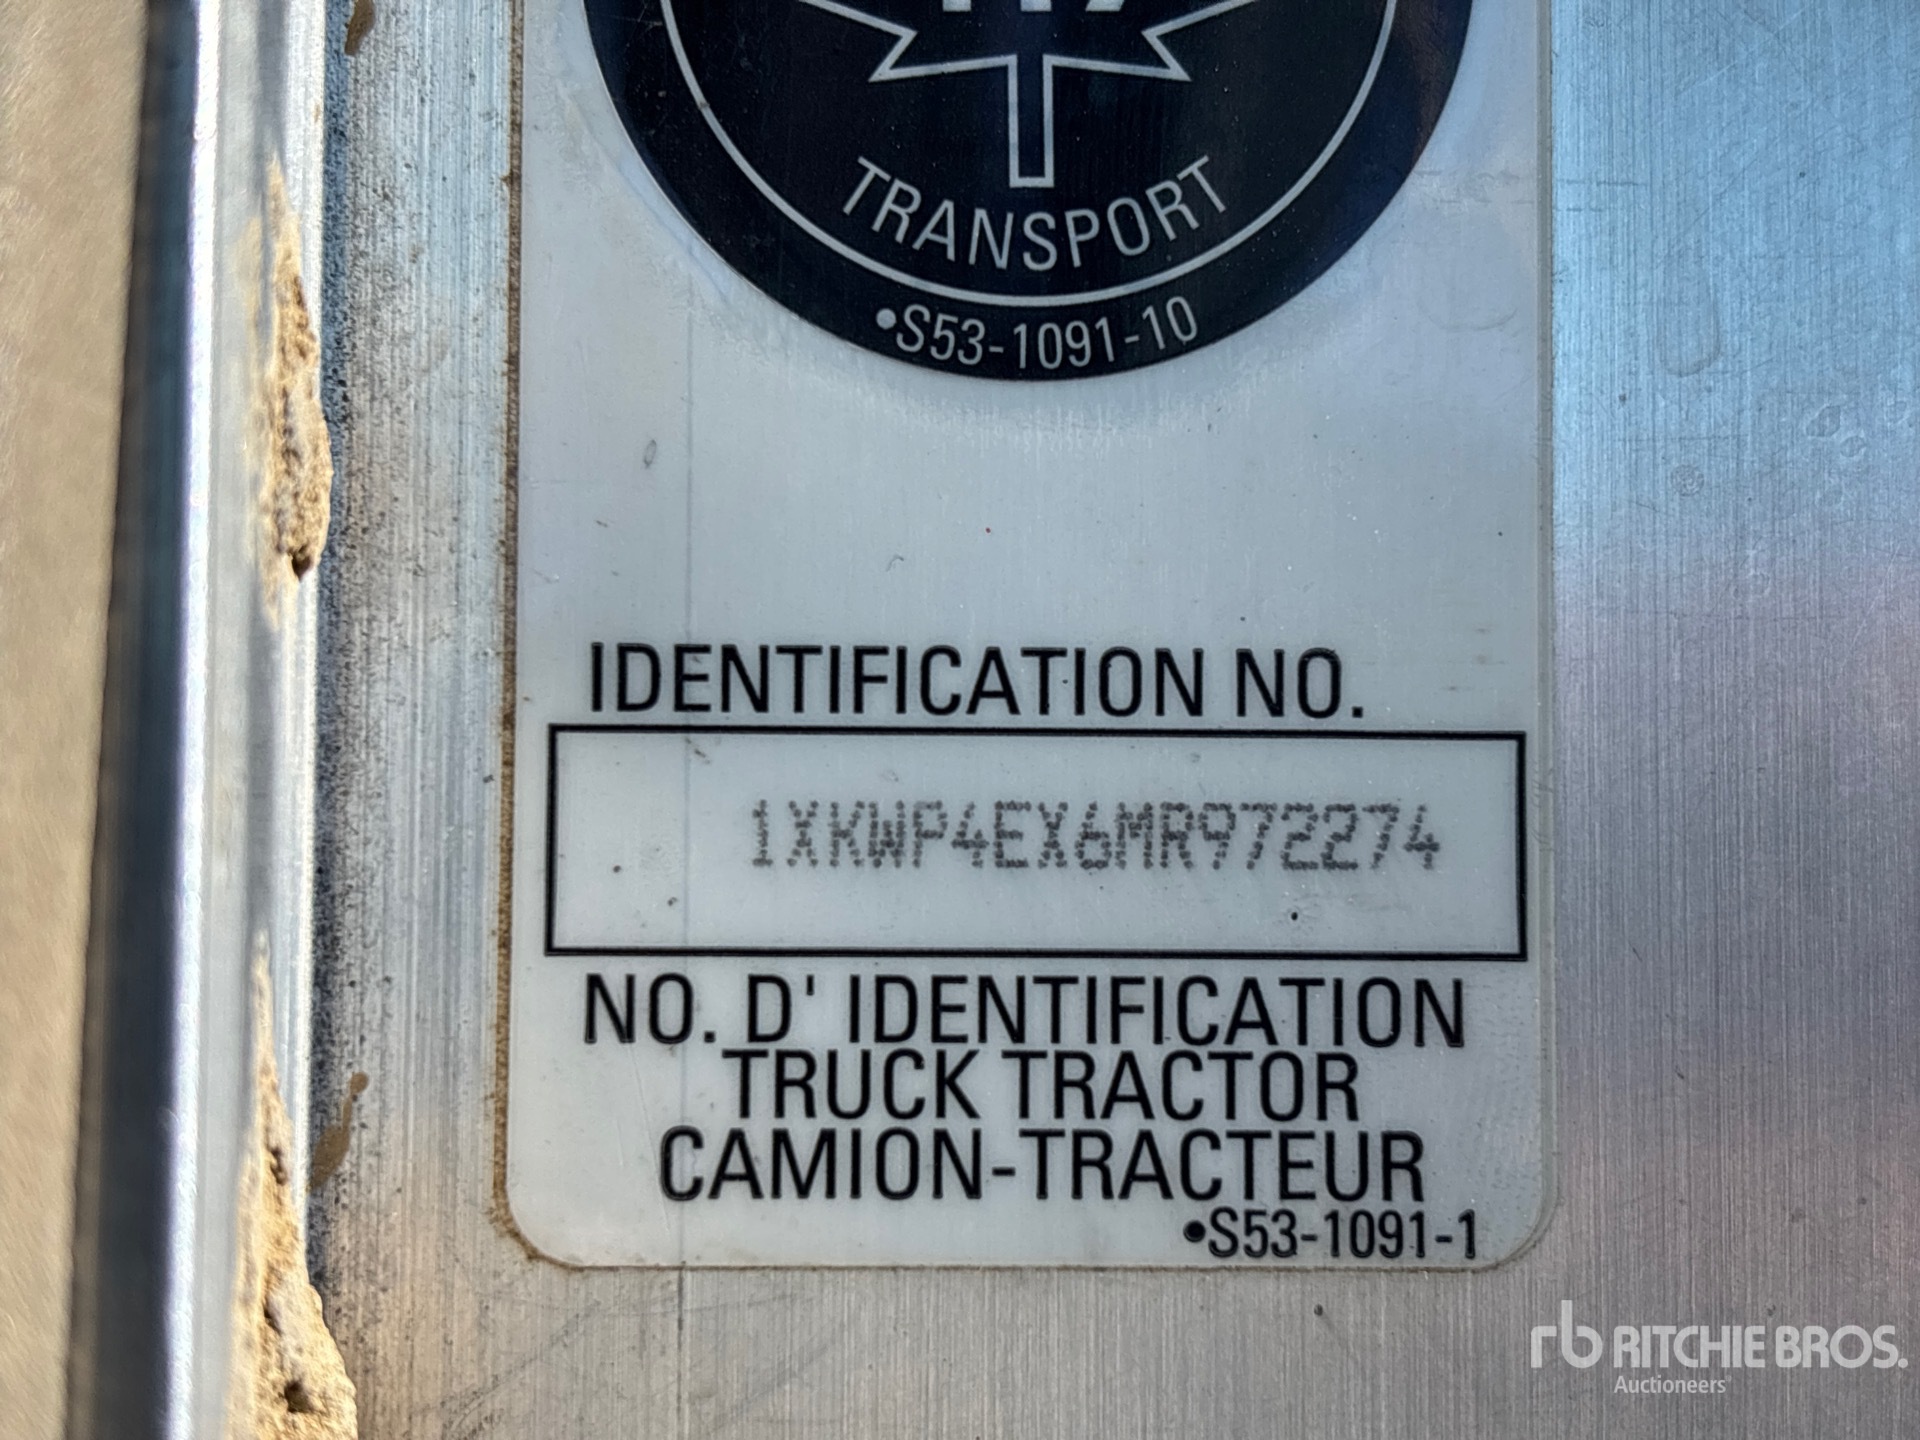 TRANSPORT
•S53-1091-10
IDENTIFICATION NO.
1XKWP4EX6MR972274
NO. D' IDENTIFICATION
TRUCK TRACTOR
CAMION-TRACTEUR
•S53-1091-1
rb RITCHIE BROS.
Auctioneers